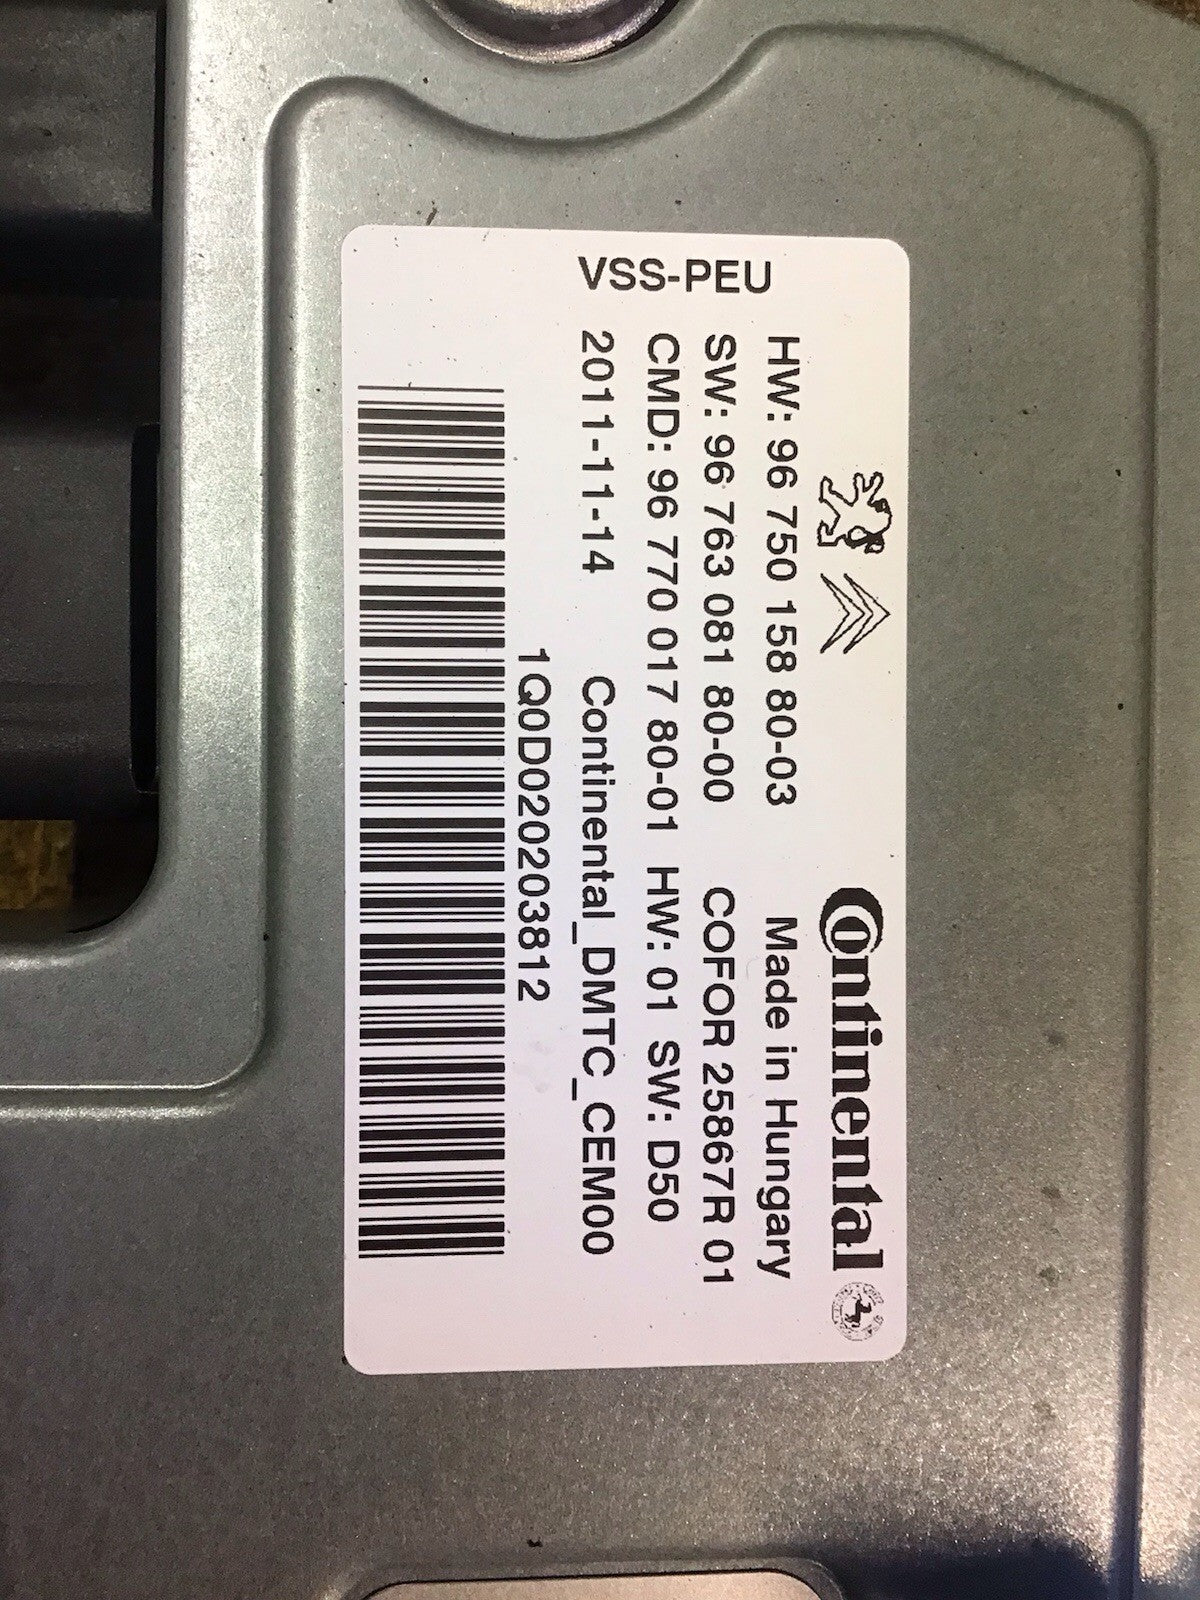 Continental
HW: 96 750 158 80-03 Made in Hungary
SW: 96 763 081 80-00 COFOR 25867R 01
CMD: 96 770 017 80-01 HW: 01 SW: D50
VSS-PEU 2011-11-14 Continental_DMTC_CEM00
1Q0D020203812